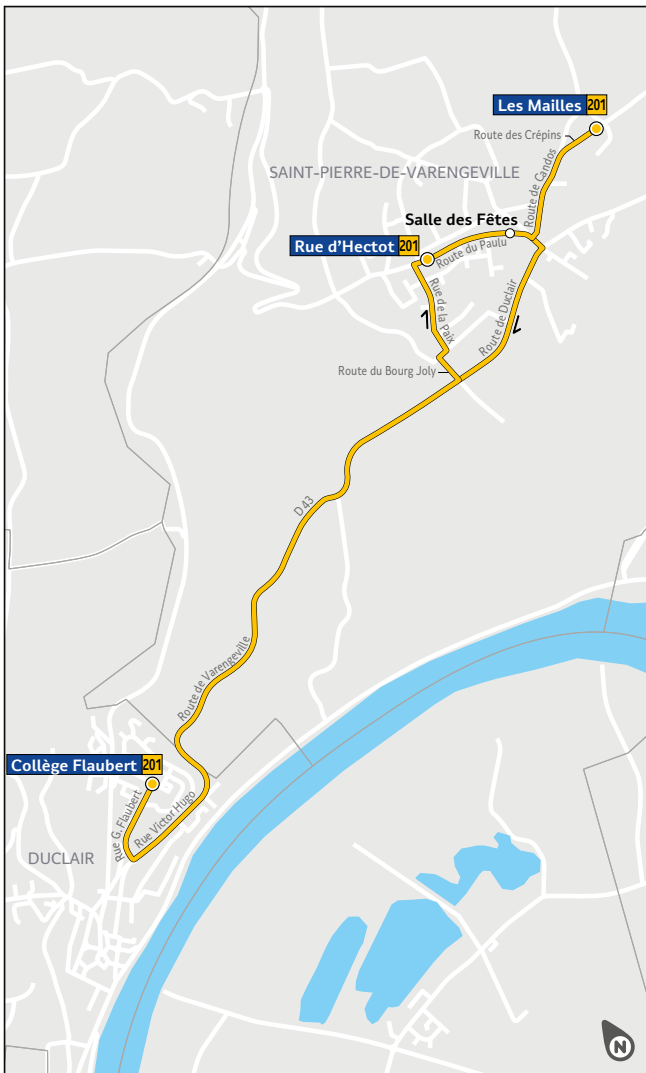 Les Mailles 201
Route des Crépins
SAINT-PIERRE-DE-VARENGEVILLE
Route de Candos
Salle des Fêtes
Rue d'Hectot 201
Route du Paulu
Rue de la Paix
Route de Duclair
Route du Bourg Joly
D 43
Route de Varengeville
Collège Flaubert 201
Rue G. Flaubert
Rue Victor Hugo
DUCLAIR
N